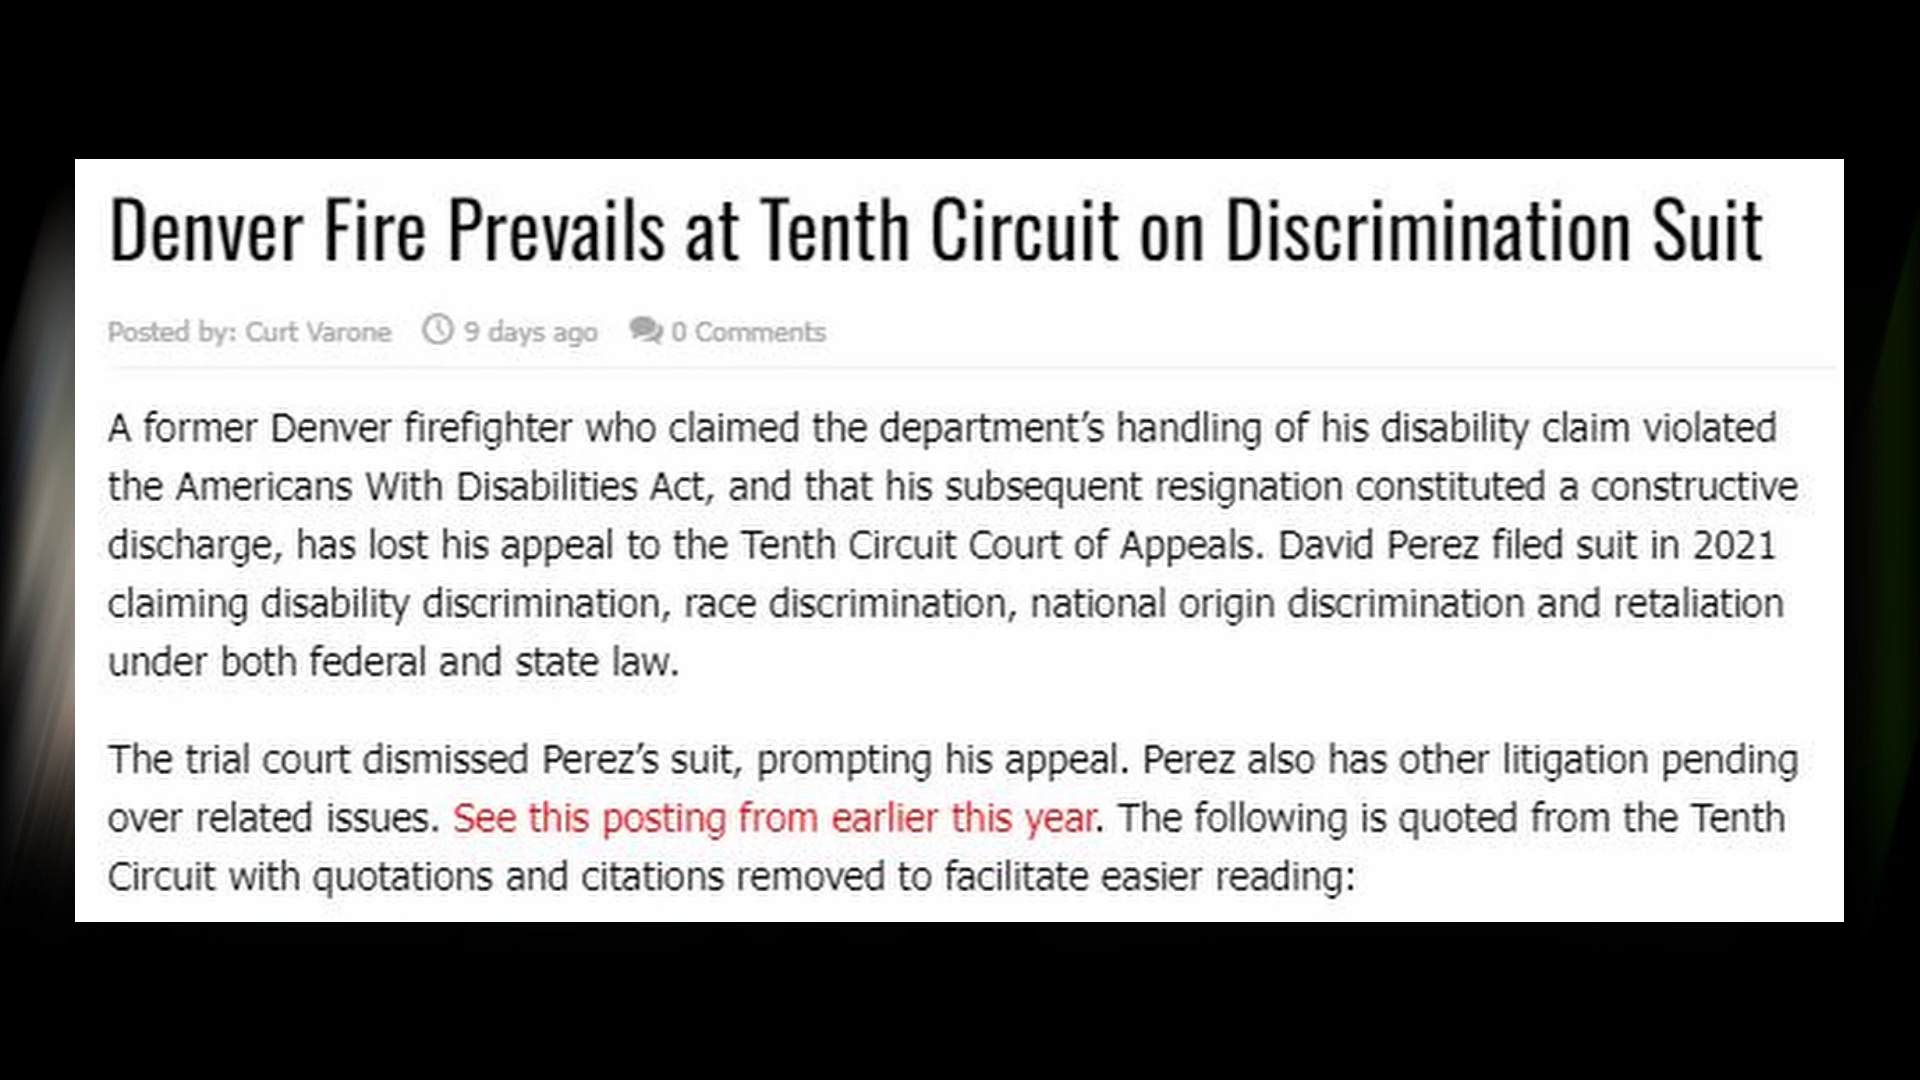 Denver Fire Prevails at Tenth Circuit on Discrimination Suit
Posted by: Curt Varone 9 days ago 0 Comments
A former Denver firefighter who claimed the department’s handling of his disability claim violated
the Americans With Disabilities Act, and that his subsequent resignation constituted a constructive
discharge, has lost his appeal to the Tenth Circuit Court of Appeals. David Perez filed suit in 2021
claiming disability discrimination, race discrimination, national origin discrimination and retaliation
under both federal and state law.
The trial court dismissed Perez’s suit, prompting his appeal. Perez also has other litigation pending
over related issues. See this posting from earlier this year. The following is quoted from the Tenth
Circuit with quotations and citations removed to facilitate easier reading: